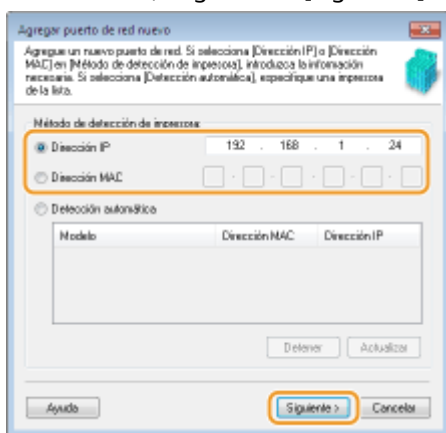 Agregar puerto de red nuevo
Agregue un nuevo puerto de red. Si selecciona [Dirección IP] o [Dirección
MAC] en [Método de detección de impresora], introduzca la información
necesaria. Si selecciona [Detección automática], especifique una impresora
de la lista.
Método de detección de impresora:
Dirección IP 192 . 168 . 1 . 24
Dirección MAC - - - - -
Detección automática
Modelo Dirección MAC Dirección IP
Detener Actualizar
Ayuda Siguiente > Cancelar